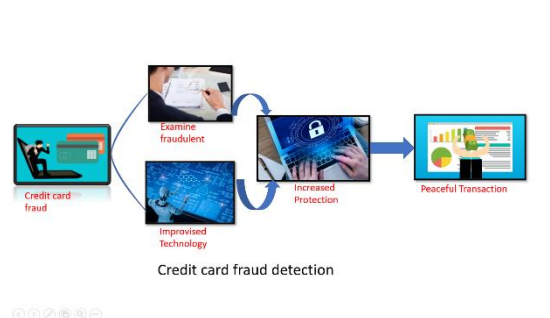 Examine
fraudulent
Credit card
fraud
Increased
Protection
Peaceful Transaction
Improvised
Technology
Credit card fraud detection